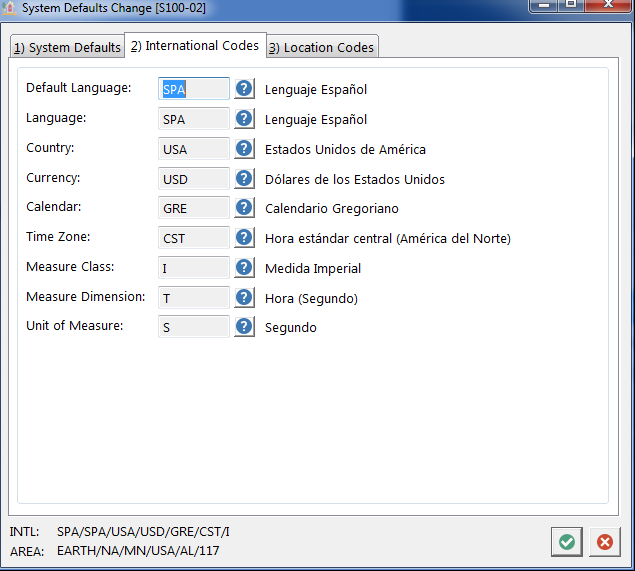 System Defaults Change [S100-02]
1) System Defaults 2) International Codes 3) Location Codes
Default Language: SPA ? Lenguaje Español
Language: SPA ? Lenguaje Español
Country: USA ? Estados Unidos de América
Currency: USD ? Dólares de los Estados Unidos
Calendar: GRE ? Calendario Gregoriano
Time Zone: CST ? Hora estándar central (América del Norte)
Measure Class: I ? Medida Imperial
Measure Dimension: T ? Hora (Segundo)
Unit of Measure: S ? Segundo
INTL: SPA/SPA/USA/USD/GRE/CST/I
AREA: EARTH/NA/MN/USA/AL/117